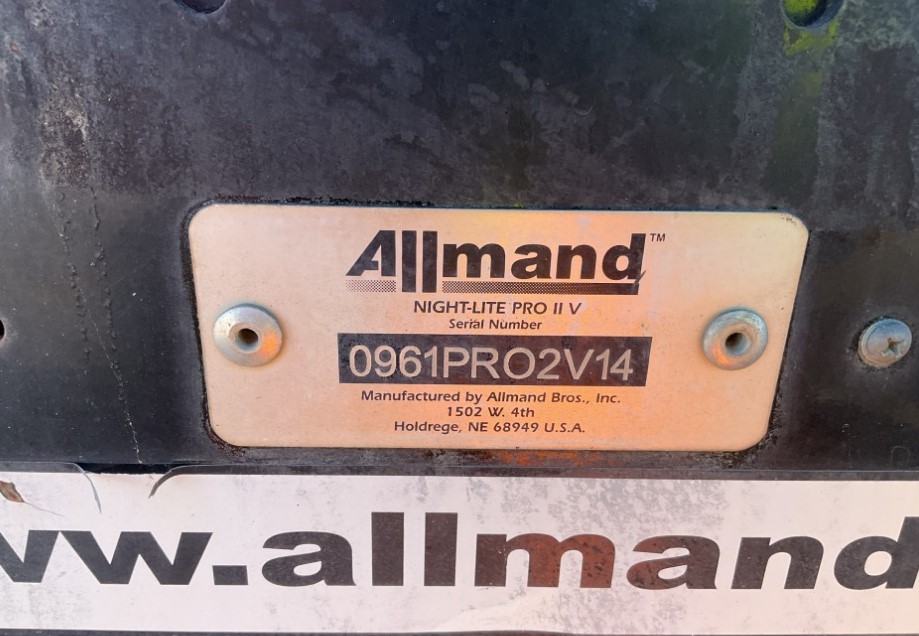 Allmand™
NIGHT-LITE PRO II V
Serial Number
0961PRO2V14
Manufactured by Allmand Bros., Inc.
1502 W. 4th
Holdrege, NE 68949 U.S.A.
vw.allmand